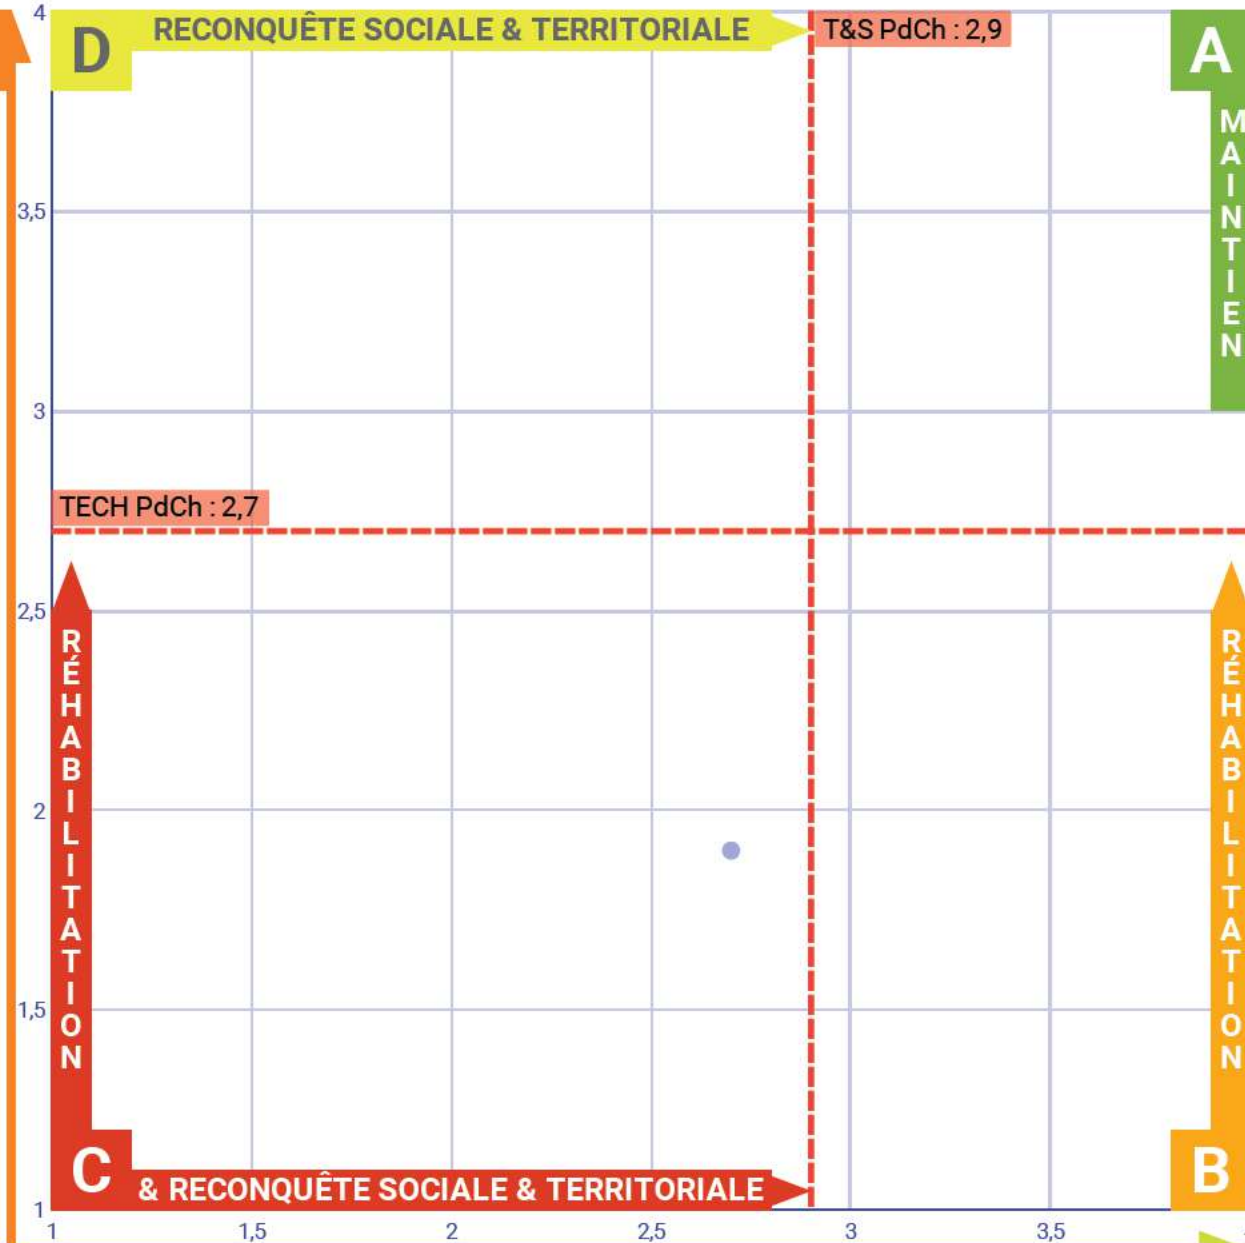 4
D
RECONQUÊTE SOCIALE & TERRITORIALE
T&S PdCh : 2,9
A
MAINTIEN
3,5
3
TECH PdCh : 2,7
2,5
RÉHABILITATION
RÉHABILITATION
2
1,5
C
& RECONQUÊTE SOCIALE & TERRITORIALE
B
1
1
1,5
2
2,5
3
3,5